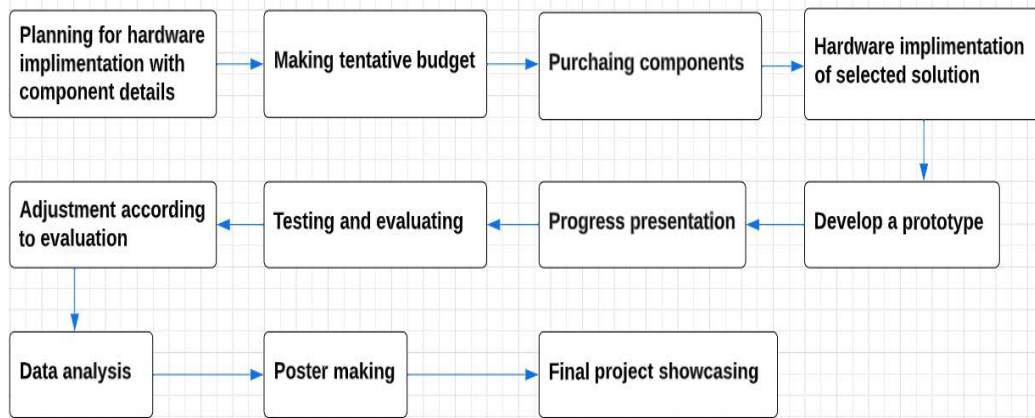 Planning for hardware
implimentation with
component details
Making tentative budget
Purchaing components
Hardware implimentation
of selected solution
Develop a prototype
Progress presentation
Testing and evaluating
Adjustment according
to evaluation
Data analysis
Poster making
Final project showcasing